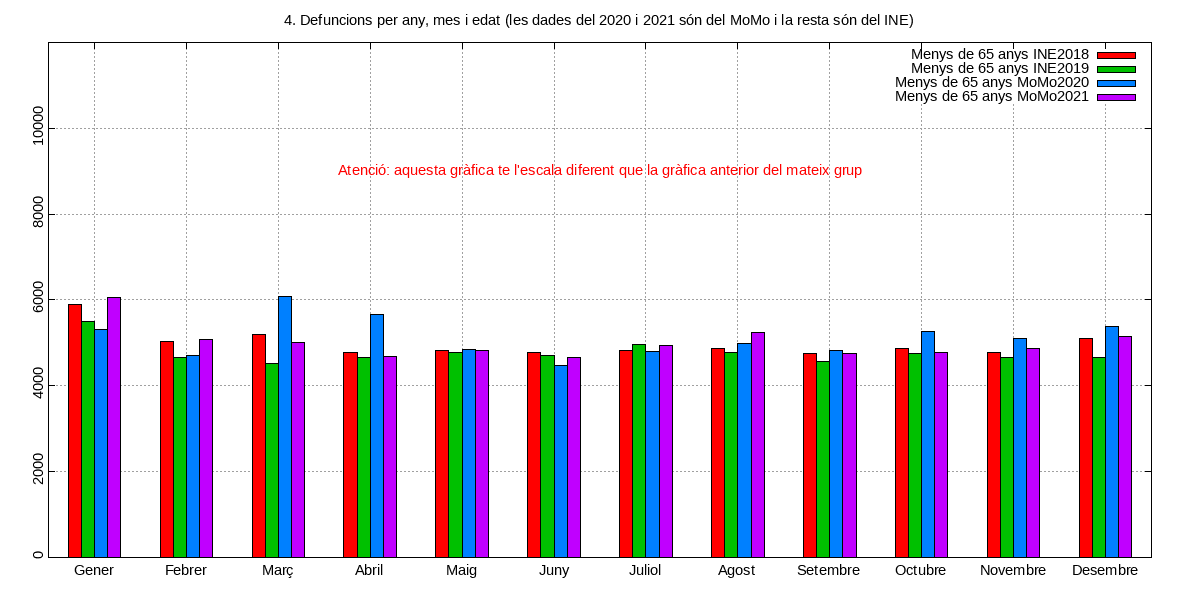 4. Defuncions per any, mes i edat (les dades del 2020 i 2021 són del MoMo i la resta són del INE)
Menys de 65 anys INE2018
Menys de 65 anys INE2019
Menys de 65 anys MoMo2020
Menys de 65 anys MoMo2021
Atenció: aquesta gràfica te l'escala diferent que la gràfica anterior del mateix grup
10000
8000
6000
4000
2000
0
Gener Febrer Març Abril Maig Juny Juliol Agost Setembre Octubre Novembre Desembre